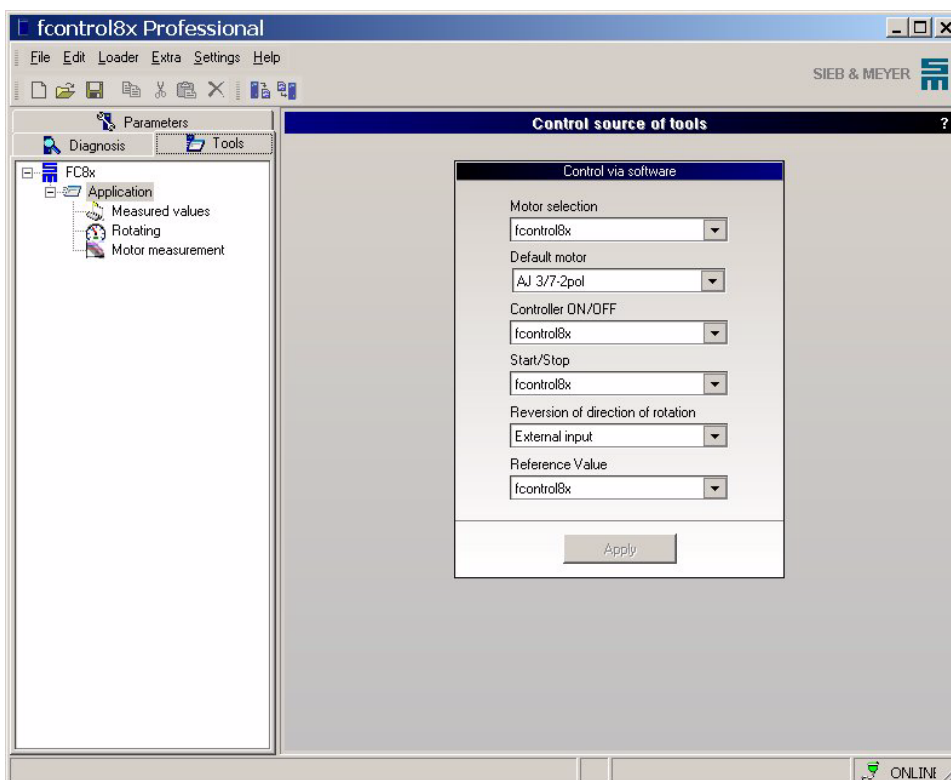 fcontrol8x Professional
File Edit Loader Extra Settings Help
SIEB & MEYER
Parameters
Diagnosis Tools
FC8x
Application
Measured values
Rotating
Motor measurement
Control source of tools ?
Control via software
Motor selection
fcontrol8x
Default motor
AJ 3/7-2pol
Controller ON/OFF
fcontrol8x
Start/Stop
fcontrol8x
Reversion of direction of rotation
External input
Reference Value
fcontrol8x
Apply
ONLINE